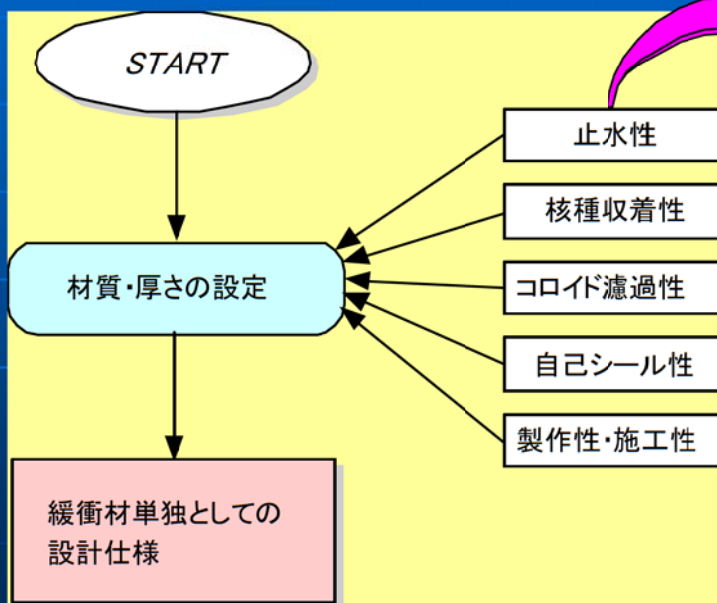 START
止水性
核種収着性
材質・厚さの設定
コロイド濾過性
自己シール性
製作性・施工性
緩衝材単独としての
設計仕様